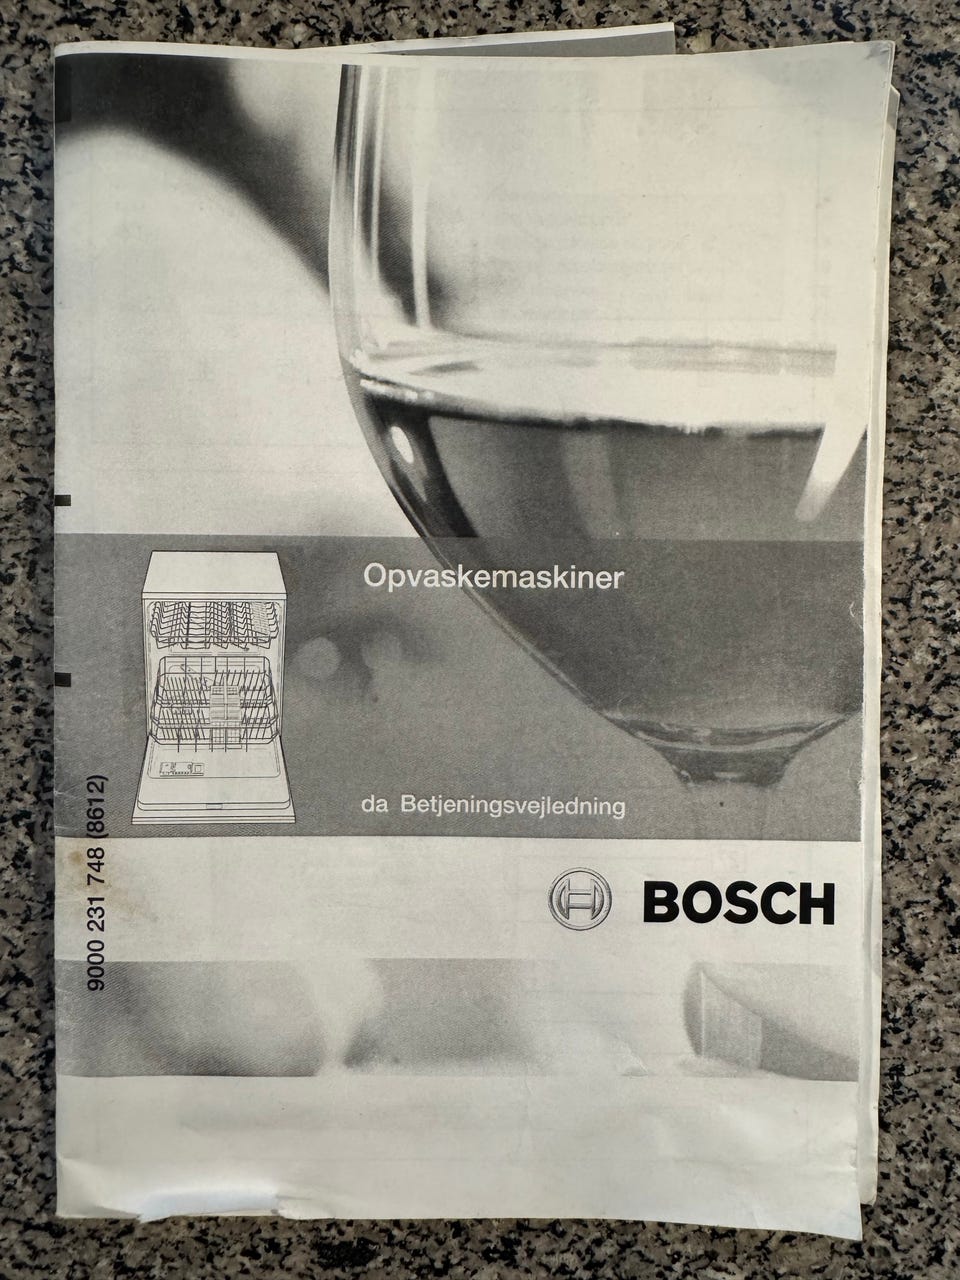 Opvaskemaskiner
da Betjeningsvejledning
9000 231 748 (8612)
BOSCH